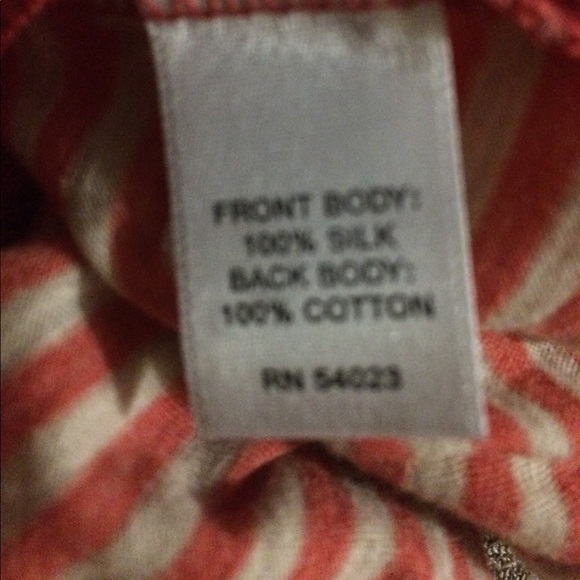 FRONT BODY:
100% SILK
BACK BODY:
100% COTTON
RN 54023